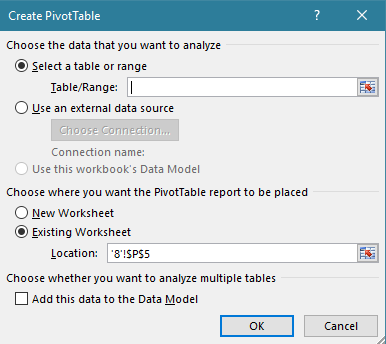 Create PivotTable ? ×
Choose the data that you want to analyze
Select a table or range
Table/Range:
Use an external data source
Choose Connection...
Connection name:
Use this workbook's Data Model
Choose where you want the PivotTable report to be placed
New Worksheet
Existing Worksheet
Location: '8'!$P$5
Choose whether you want to analyze multiple tables
Add this data to the Data Model
OK Cancel